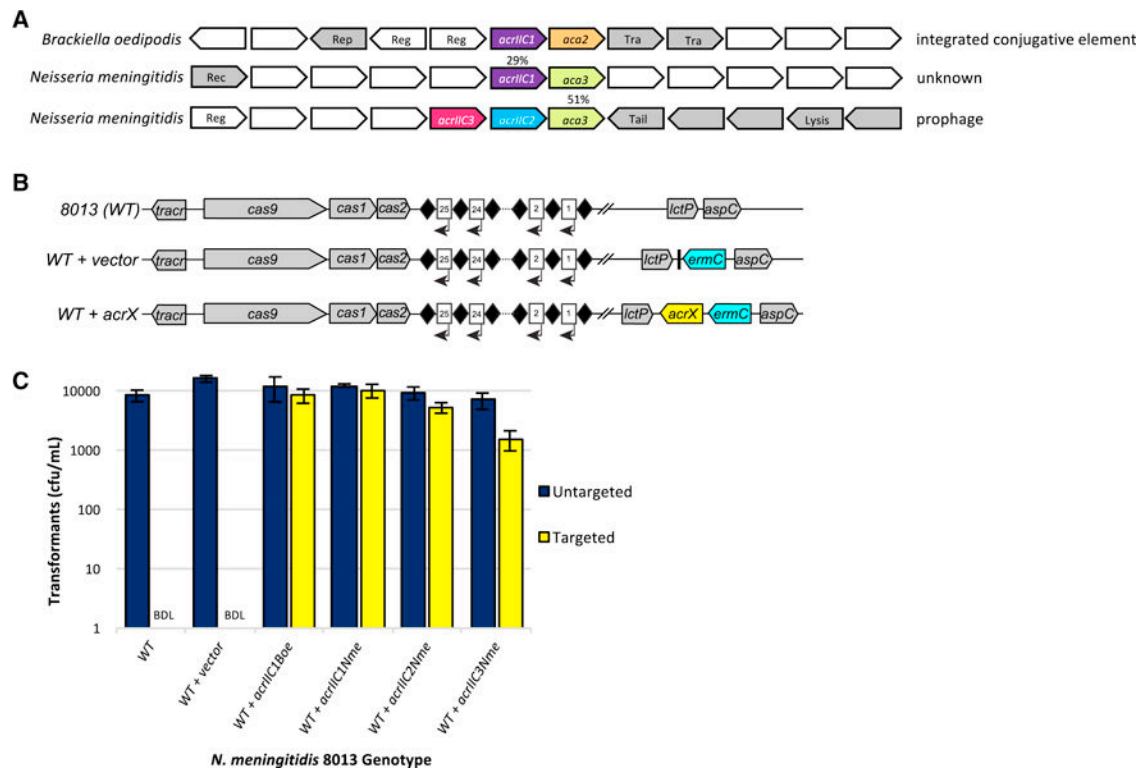 A
Brackiella oedipodis Rep Reg Reg acrIIC1 aca2 Tra Tra integrated conjugative element
29%
Neisseria meningitidis Rec acrIIC1 aca3 unknown
51%
Neisseria meningitidis Reg acrIIC3 acrIIC2 aca3 Tail Lysis prophage
B
8013 (WT) tracr cas9 cas1 cas2 25 24 2 1 lctP aspC
WT + vector tracr cas9 cas1 cas2 25 24 2 1 lctP ermC aspC
WT + acrX tracr cas9 cas1 cas2 25 24 2 1 lctP acrX ermC aspC
C
Transformants (cfu/mL)
10000
1000
100
10
1
BDL BDL
Untargeted
Targeted
WT
WT + vector
WT + acrIIC1Boe
WT + acrIIC1Nme
WT + acrIIC2Nme
WT + acrIIC3Nme
N. meningitidis 8013 Genotype